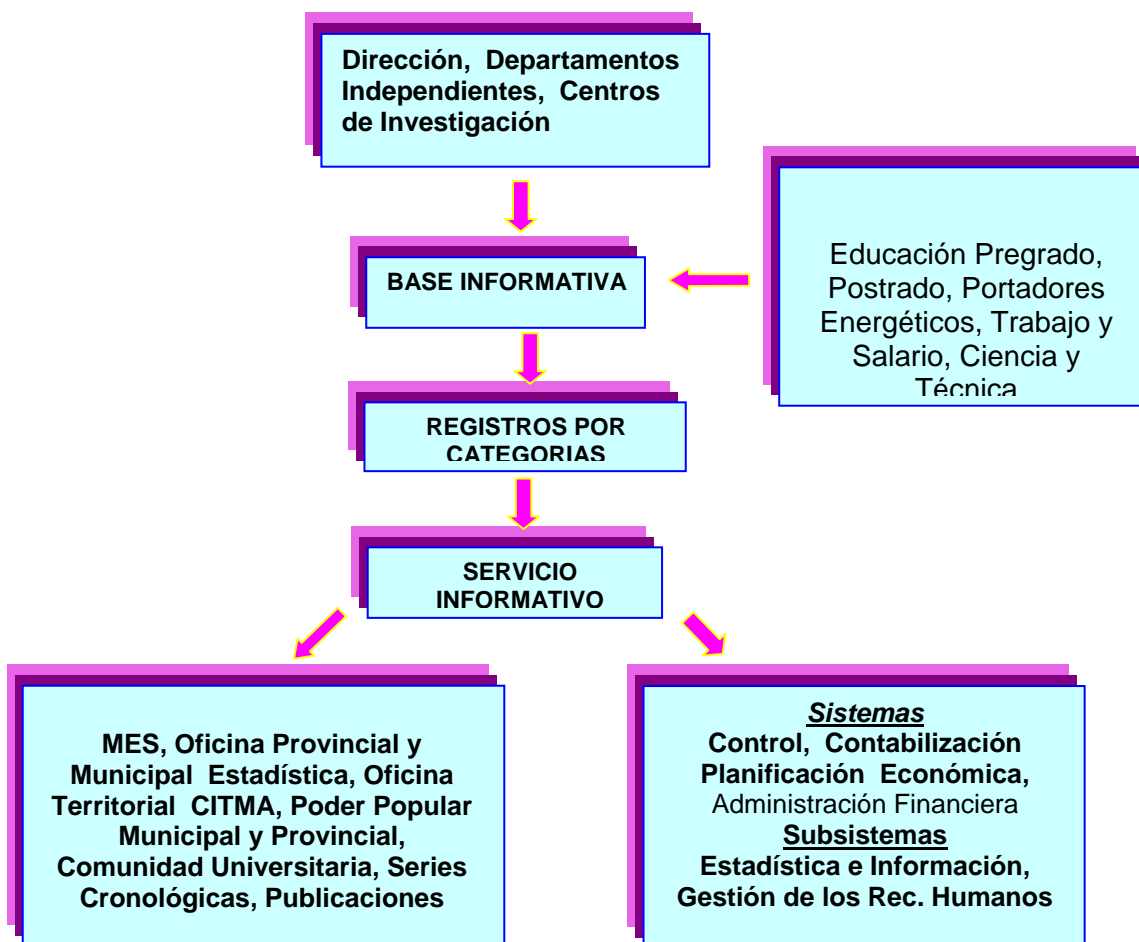 Dirección, Departamentos
Independientes, Centros
de Investigación
Educación Pregrado,
Postrado, Portadores
Energéticos, Trabajo y
Salario, Ciencia y
Técnica
BASE INFORMATIVA
REGISTROS POR
CATEGORIAS
SERVICIO
INFORMATIVO
MES, Oficina Provincial y
Municipal Estadística, Oficina
Territorial CITMA, Poder Popular
Municipal y Provincial,
Comunidad Universitaria, Series
Cronológicas, Publicaciones
Sistemas
Control, Contabilización
Planificación Económica,
Administración Financiera
Subsistemas
Estadística e Información,
Gestión de los Rec. Humanos